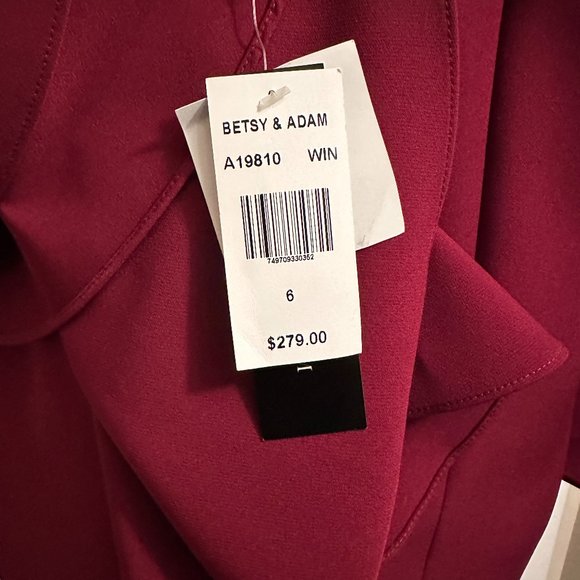 BETSY & ADAM
A19810 WIN
749709330352
6
$279.00